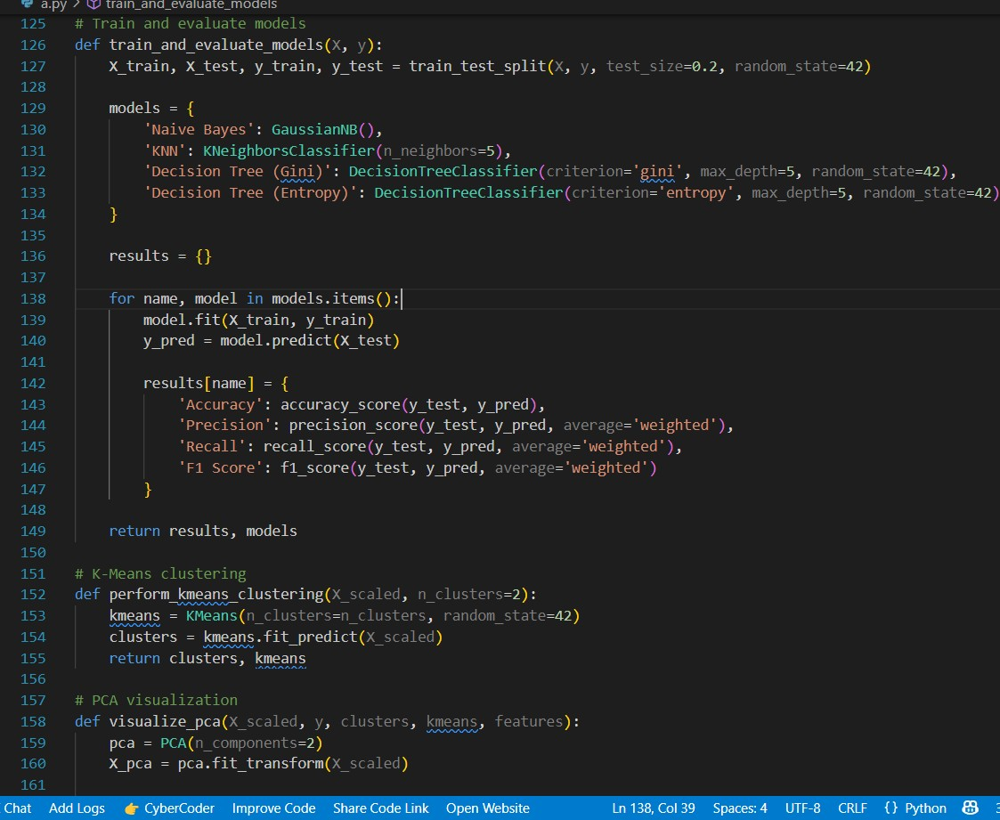 a.py > train_and_evaluate_models
125 # Train and evaluate models
126 def train_and_evaluate_models(X, y):
127     X_train, X_test, y_train, y_test = train_test_split(X, y, test_size=0.2, random_state=42)
128
129     models = {
130         'Naive Bayes': GaussianNB(),
131         'KNN': KNeighborsClassifier(n_neighbors=5),
132         'Decision Tree (Gini)': DecisionTreeClassifier(criterion='gini', max_depth=5, random_state=42),
133         'Decision Tree (Entropy)': DecisionTreeClassifier(criterion='entropy', max_depth=5, random_state=42)
134     }
135
136     results = {}
137
138     for name, model in models.items():
139         model.fit(X_train, y_train)
140         y_pred = model.predict(X_test)
141
142         results[name] = {
143             'Accuracy': accuracy_score(y_test, y_pred),
144             'Precision': precision_score(y_test, y_pred, average='weighted'),
145             'Recall': recall_score(y_test, y_pred, average='weighted'),
146             'F1 Score': f1_score(y_test, y_pred, average='weighted')
147         }
148
149     return results, models
150
151 # K-Means clustering
152 def perform_kmeans_clustering(X_scaled, n_clusters=2):
153     kmeans = KMeans(n_clusters=n_clusters, random_state=42)
154     clusters = kmeans.fit_predict(X_scaled)
155     return clusters, kmeans
156
157 # PCA visualization
158 def visualize_pca(X_scaled, y, clusters, kmeans, features):
159     pca = PCA(n_components=2)
160     X_pca = pca.fit_transform(X_scaled)
161
Chat Add Logs 👉 CyberCoder Improve Code Share Code Link Open Website Ln 138, Col 39 Spaces: 4 UTF-8 CRLF {} Python